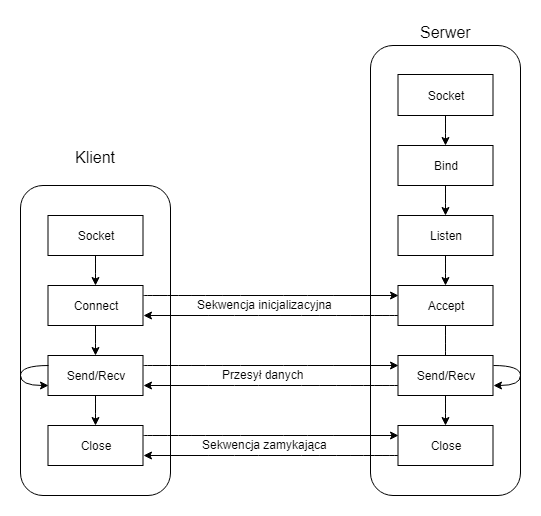 Serwer
Socket
Bind
Klient
Listen
Socket
Connect
Sekwencja inicjalizacyjna
Accept
Send/Recv
Przesył danych
Send/Recv
Close
Sekwencja zamykająca
Close